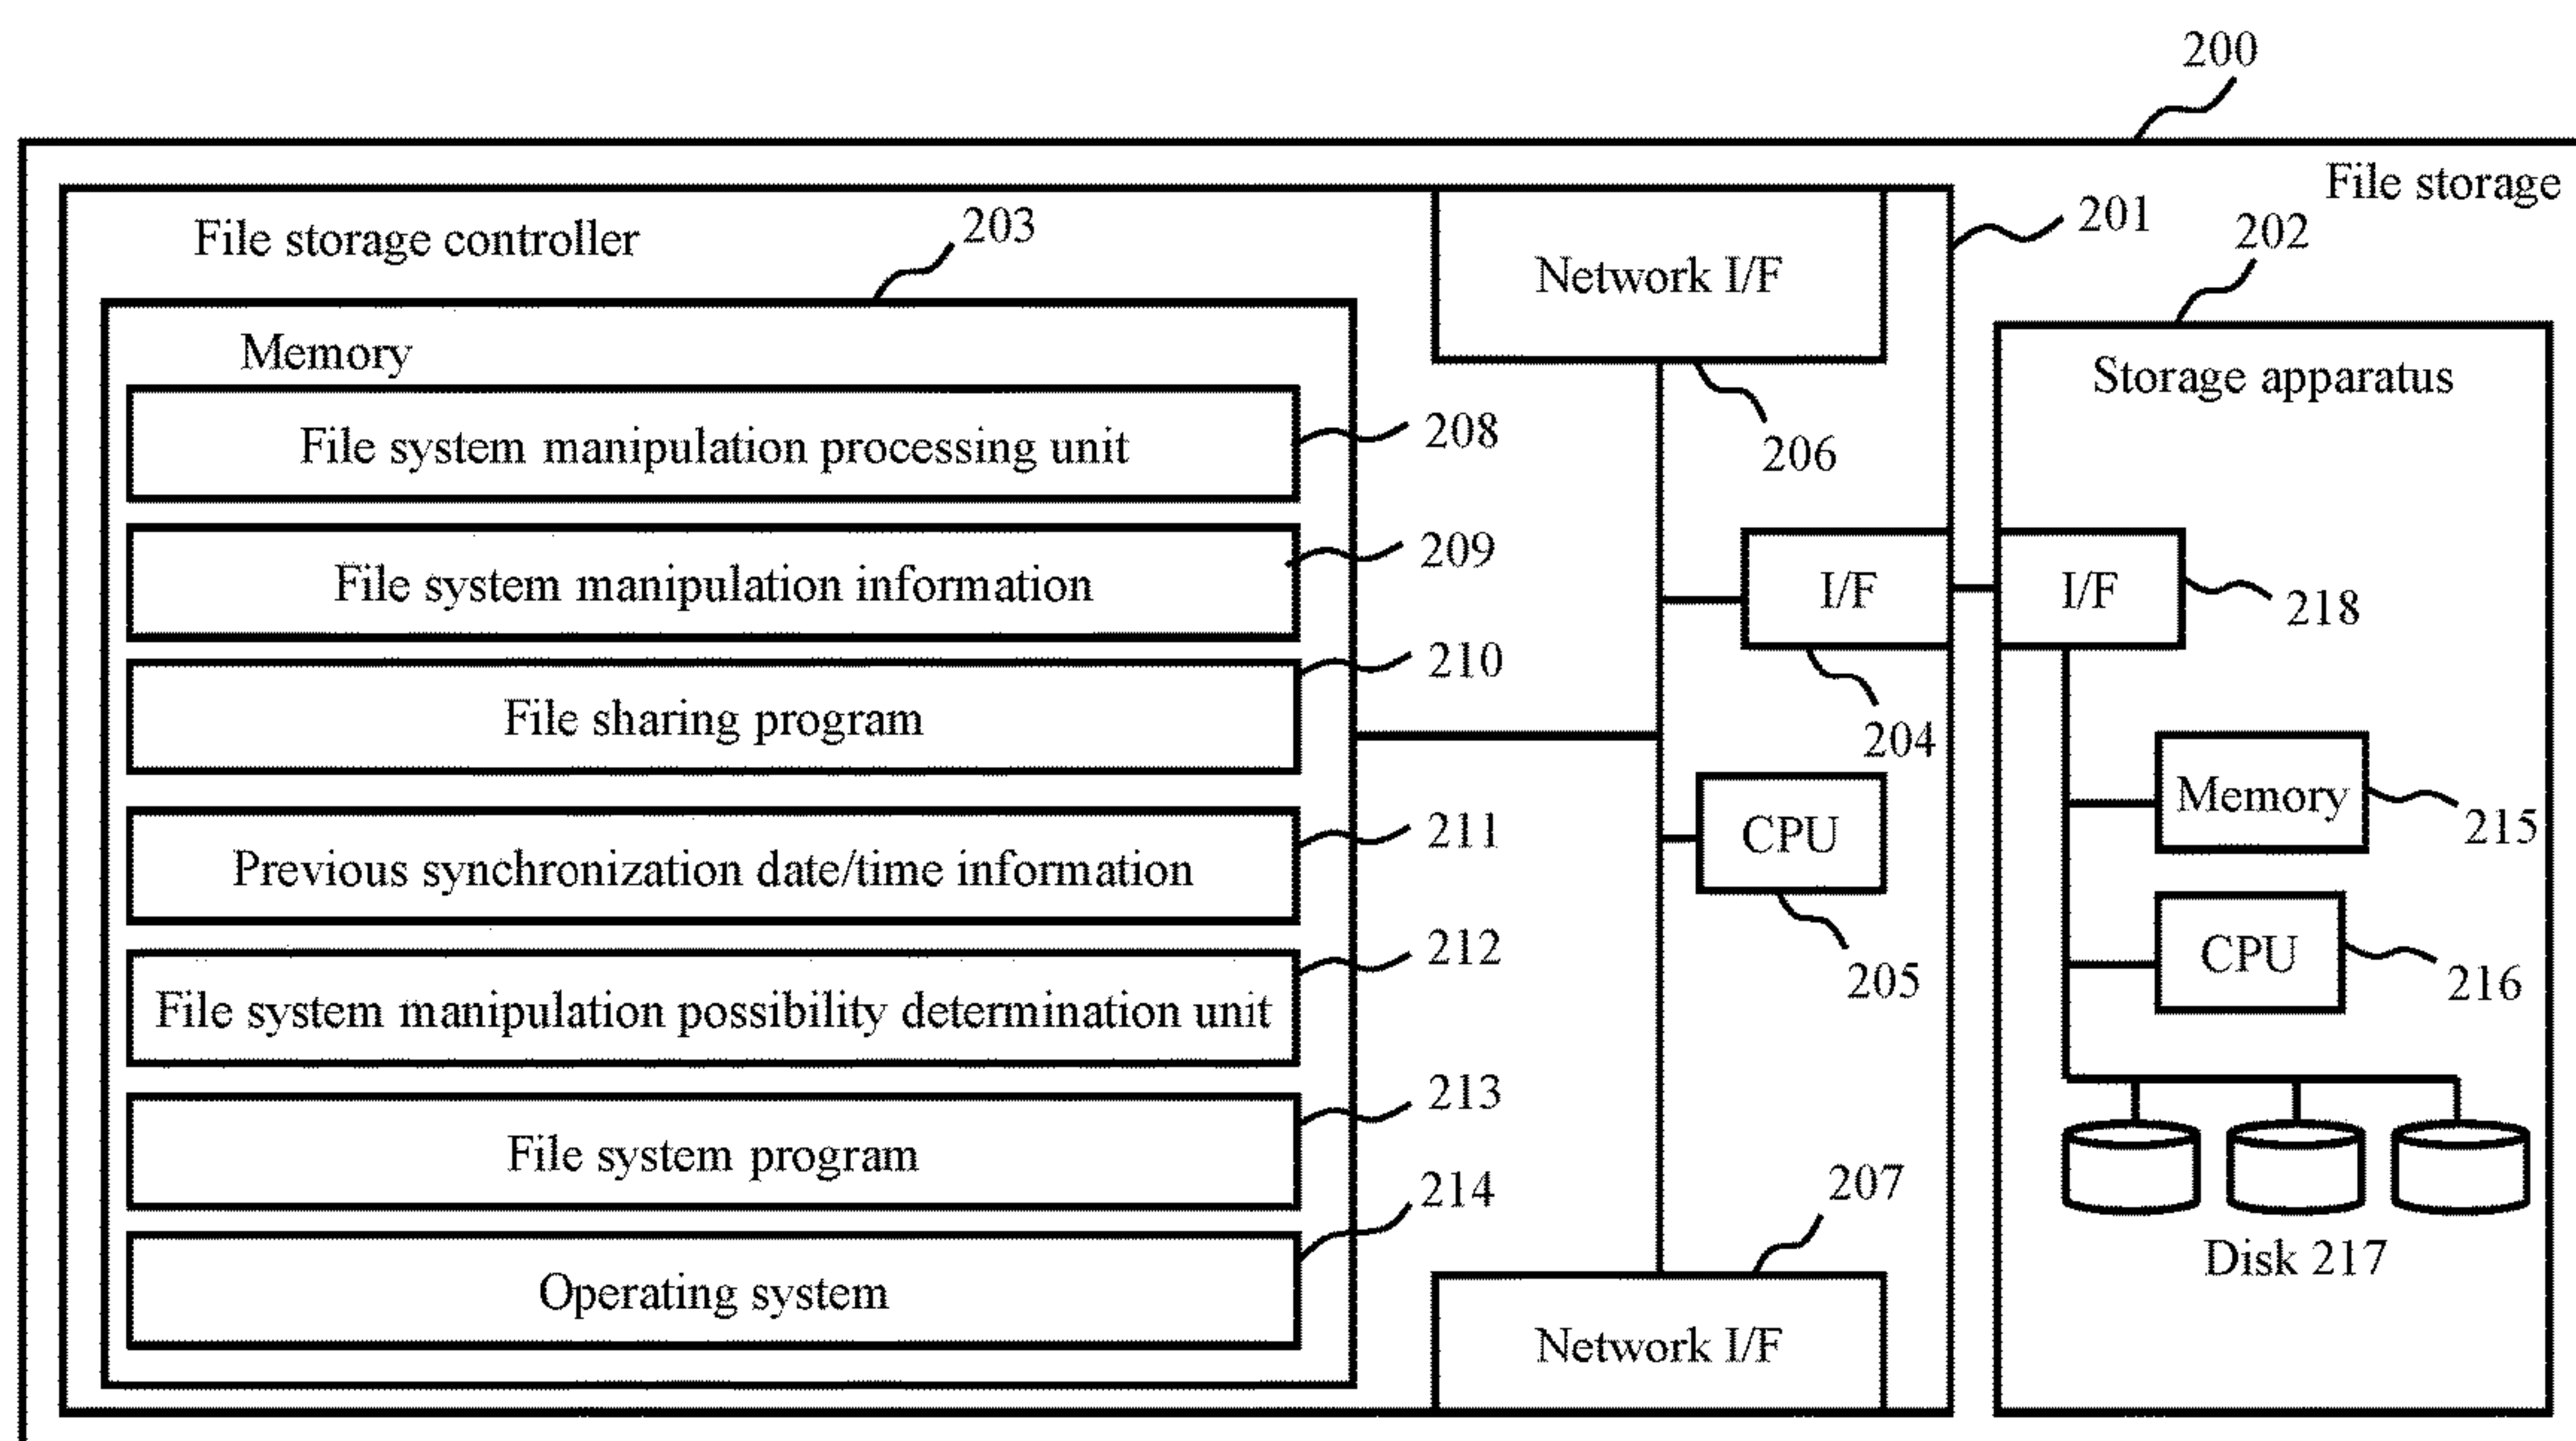 200
File storage
File storage controller
203
Network I/F
201
202
Memory
Storage apparatus
File system manipulation processing unit
208
206
File system manipulation information
209
I/F
I/F
218
File sharing program
210
204
Memory
215
Previous synchronization date/time information
211
CPU
205
File system manipulation possibility determination unit
212
CPU
216
File system program
213
207
Disk 217
Operating system
214
Network I/F